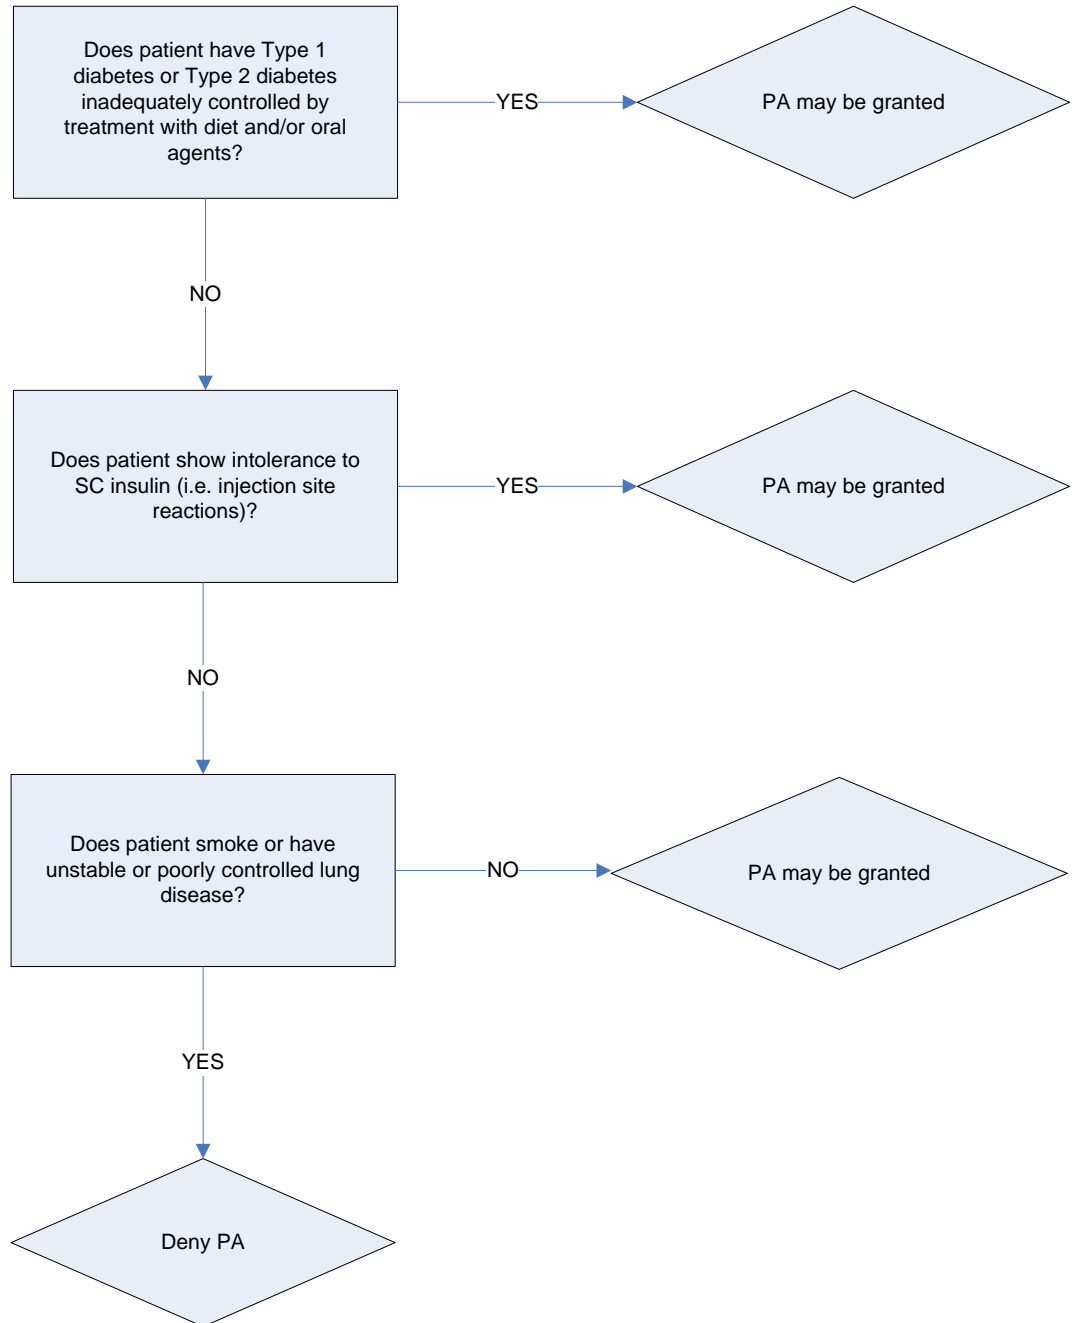 Does patient have Type 1
diabetes or Type 2 diabetes
inadequately controlled by
treatment with diet and/or oral
agents?
YES
PA may be granted
NO
Does patient show intolerance to
SC insulin (i.e. injection site
reactions)?
YES
PA may be granted
NO
Does patient smoke or have
unstable or poorly controlled lung
disease?
NO
PA may be granted
YES
Deny PA